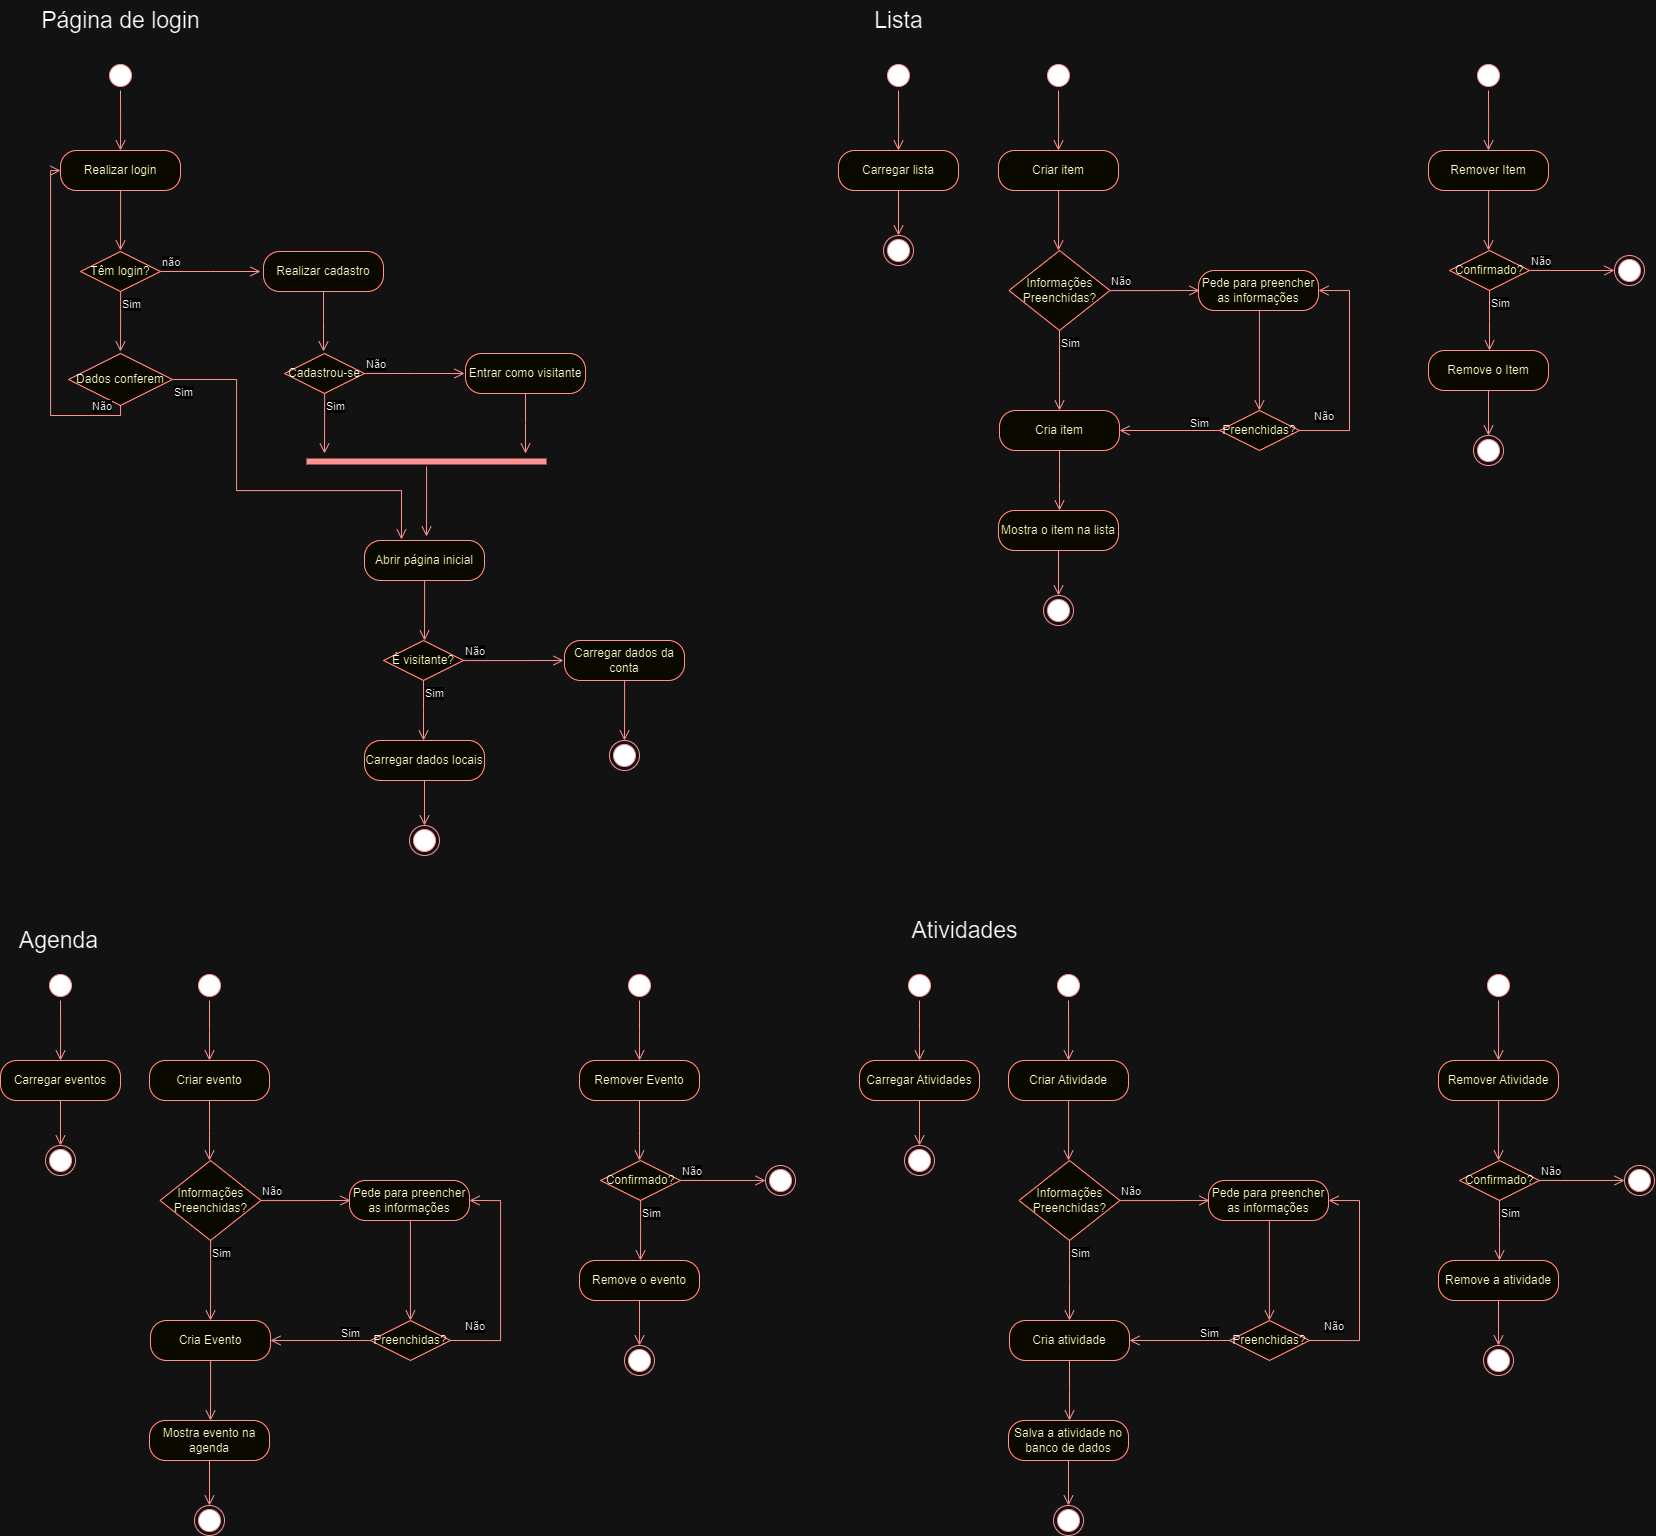 Página de login
Realizar login
Têm login?
não
Sim
Realizar cadastro
Dados conferem
Não
Sim
Cadastrou-se
Não
Sim
Entrar como visitante
Abrir página inicial
É visitante?
Não
Sim
Carregar dados da
conta
Carregar dados locais
Lista
Carregar lista
Criar item
Informações
Preenchidas?
Não
Sim
Pede para preencher
as informações
Preenchidas?
Sim
Não
Cria item
Mostra o item na lista
Remover Item
Confirmado?
Não
Sim
Remove o Item
Agenda
Carregar eventos
Criar evento
Informações
Preenchidas?
Não
Sim
Pede para preencher
as informações
Preenchidas?
Sim
Não
Cria Evento
Mostra evento na
agenda
Remover Evento
Confirmado?
Não
Sim
Remove o evento
Atividades
Carregar Atividades
Criar Atividade
Informações
Preenchidas?
Não
Sim
Pede para preencher
as informações
Preenchidas?
Sim
Não
Cria atividade
Salva a atividade no
banco de dados
Remover Atividade
Confirmado?
Não
Sim
Remove a atividade